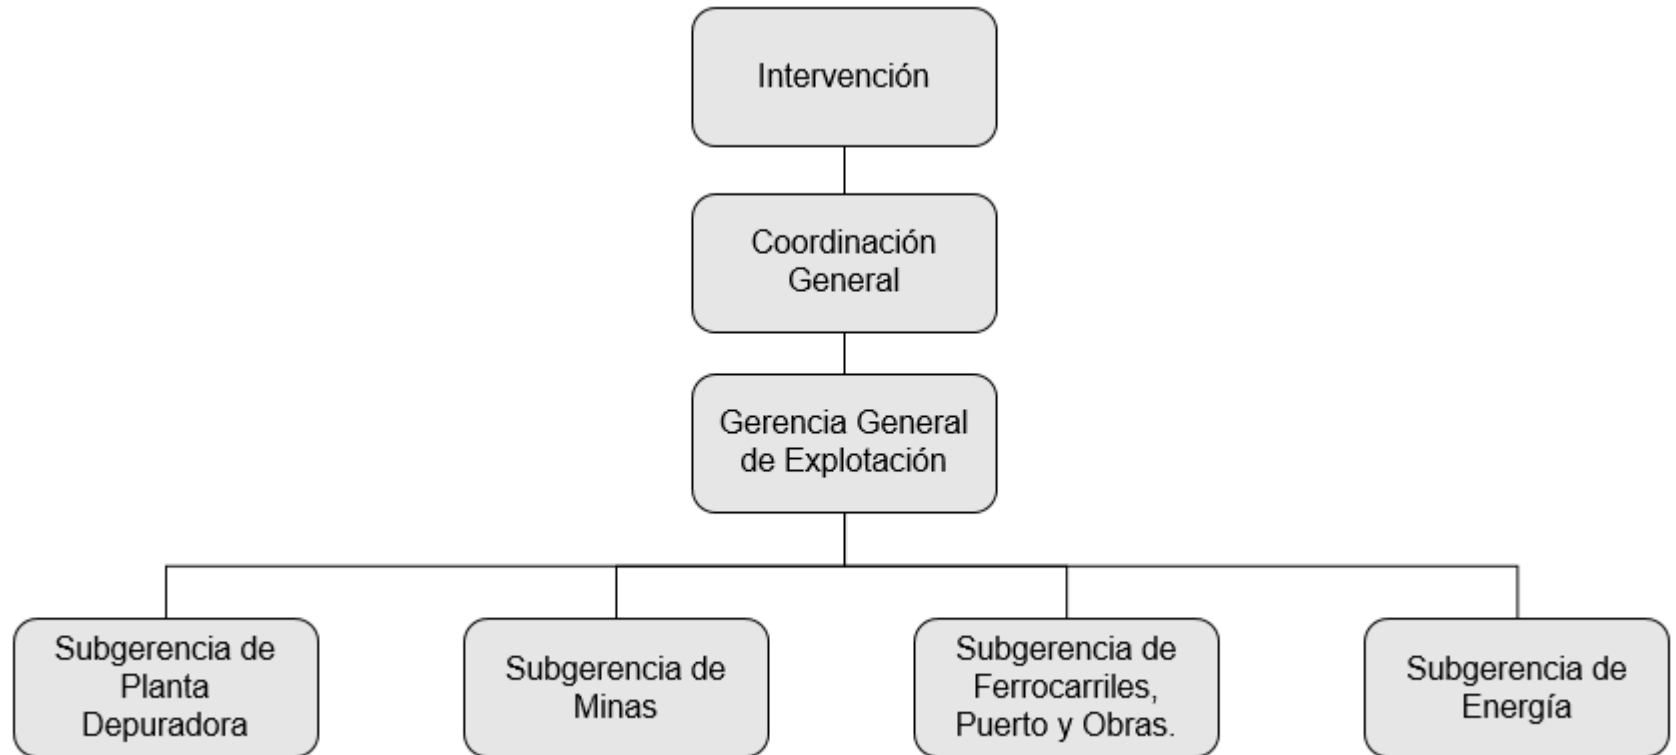 Intervención
Coordinación
General
Gerencia General
de Explotación
Subgerencia de
Planta
Depuradora
Subgerencia de
Minas
Subgerencia de
Ferrocarriles,
Puerto y Obras.
Subgerencia de
Energía